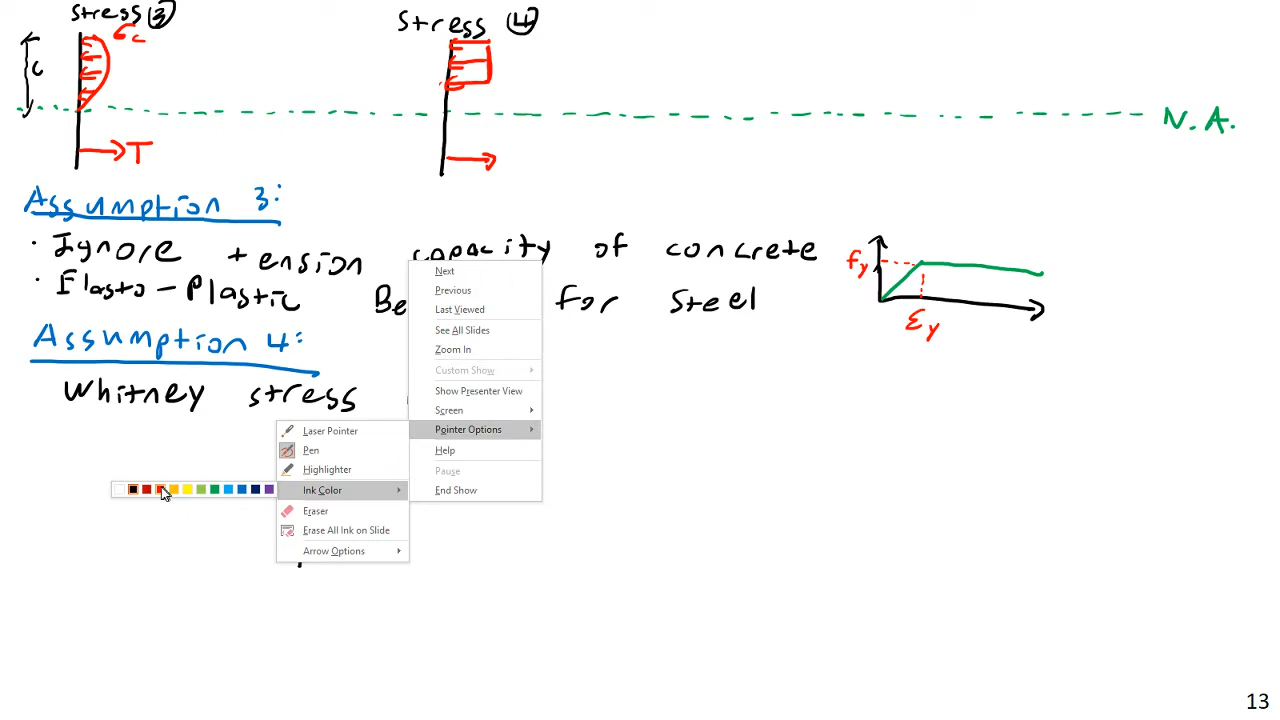 stress ③
stress ④
σc
c
T
N.A.
Assumption 3:
· Ignore tension capacity of concrete
· Elasto-Plastic Be for steel
fy
εy
Assumption 4:
Whitney stress
Next
Previous
Last Viewed
See All Slides
Zoom In
Custom Show
Show Presenter View
Screen
Pointer Options
Help
Pause
End Show
Laser Pointer
Pen
Highlighter
Ink Color
Eraser
Erase All Ink on Slide
Arrow Options
13